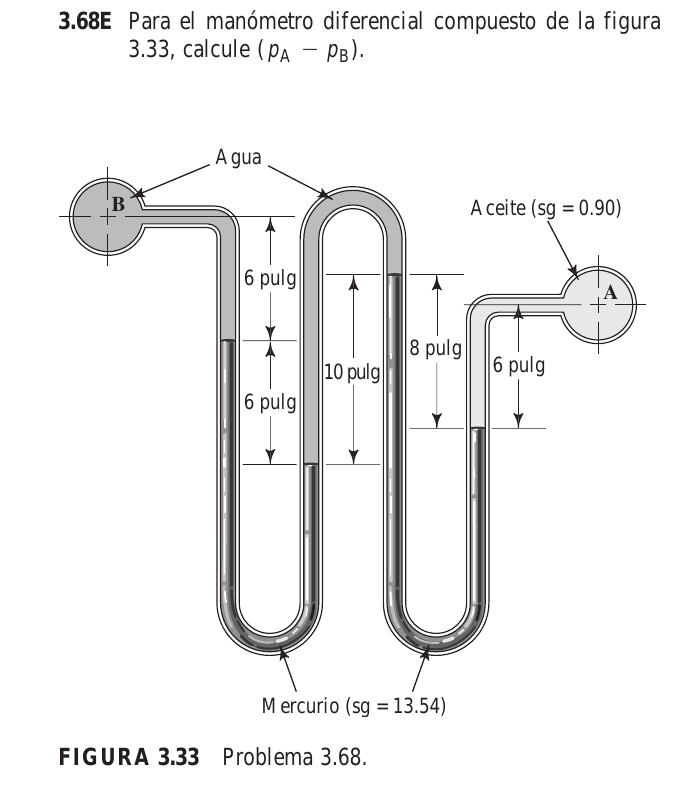 3.68E Para el manómetro diferencial compuesto de la figura
3.33, calcule (pA − pB).
Agua
B
Aceite (sg = 0.90)
A
6 pulg
8 pulg
6 pulg
10 pulg
6 pulg
Mercurio (sg = 13.54)
FIGURA 3.33 Problema 3.68.